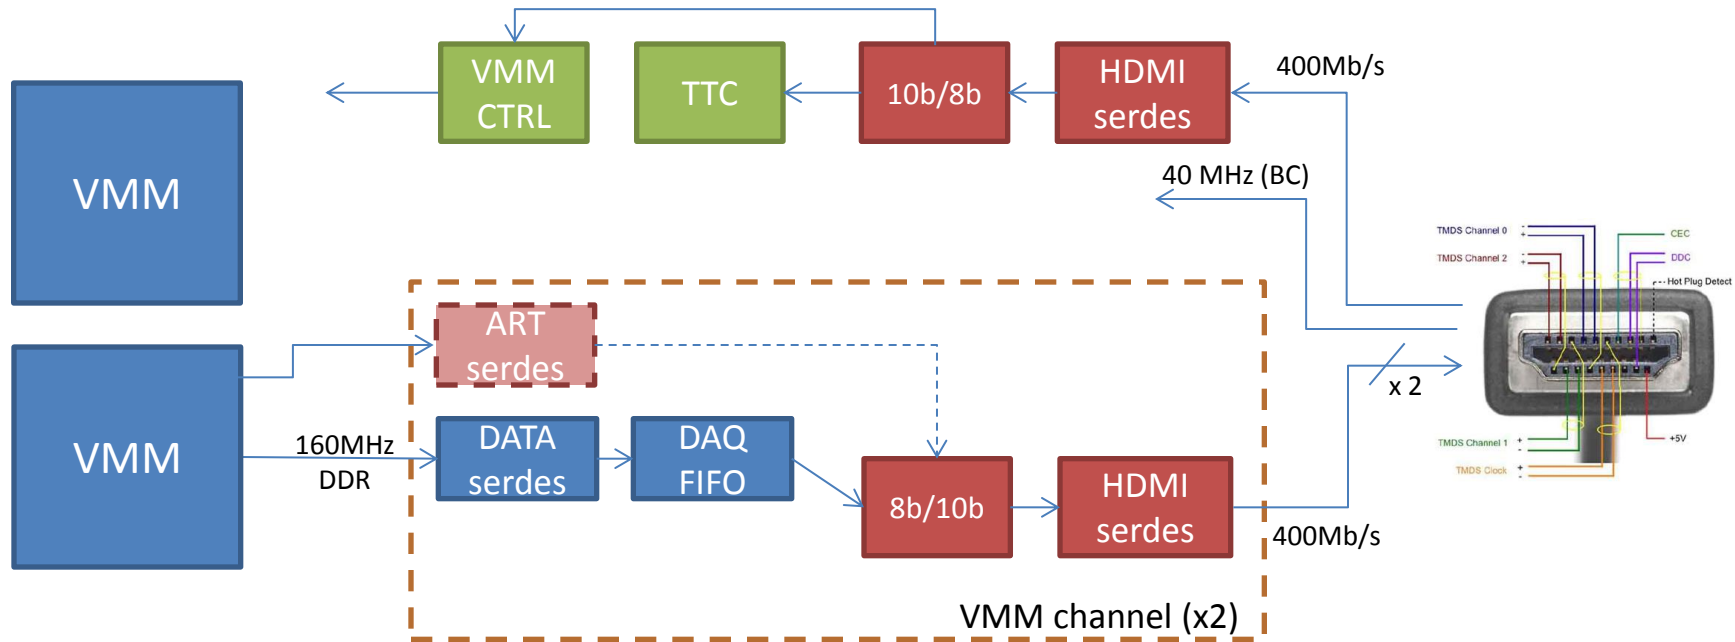 VMM
CTRL
TTC
10b/8b
HDMI
serdes
400Mb/s
VMM
40 MHz (BC)
TMDS Channel 0
-
+
TMDS Channel 2
-
+
CEC
DDC
Hot Plug Detect
ART
serdes
VMM
160MHz
DDR
DATA
serdes
DAQ
FIFO
8b/10b
HDMI
serdes
400Mb/s
x 2
TMDS Channel 1
+
-
TMDS Clock
+
-
+5V
VMM channel (x2)